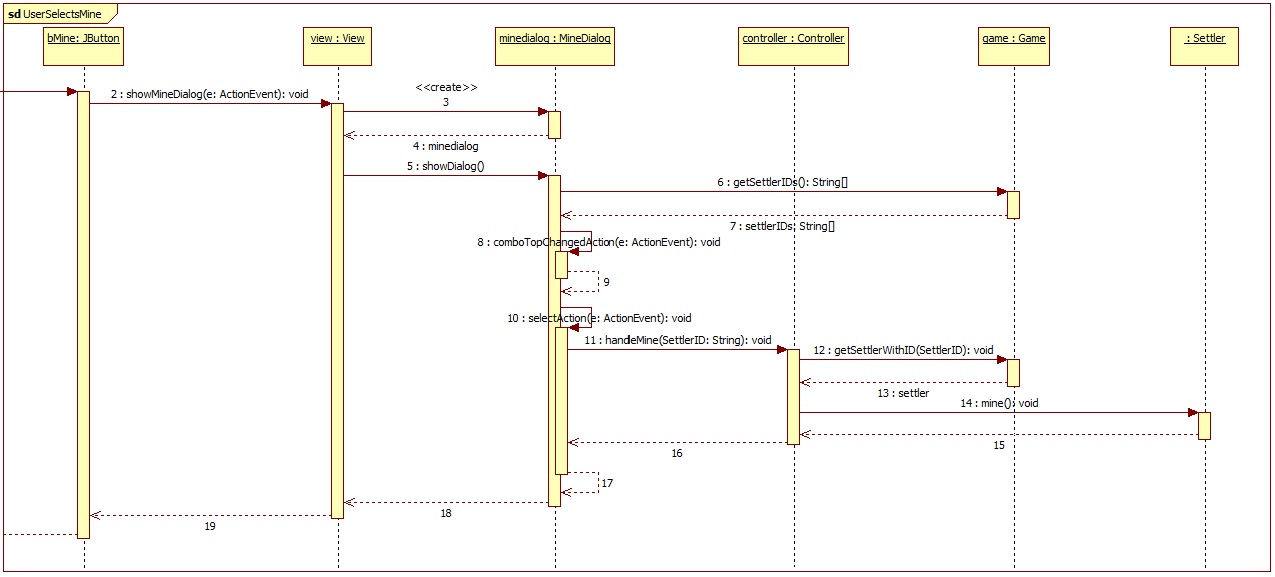 sd UserSelectsMine
bMine: JButton
view : View
minedialog : MineDialog
controller : Controller
game : Game
: Settler
2 : showMineDialog(e: ActionEvent): void
<<create>>
3
4 : minedialog
5 : showDialog()
6 : getSettlerIDs(): String[]
7 : settlerIDs: String[]
8 : comboTopChangedAction(e: ActionEvent): void
9
10 : selectAction(e: ActionEvent): void
11 : handleMine(SettlerID: String): void
12 : getSettlerWithID(SettlerID): void
13 : settler
14 : mine(): void
15
16
17
18
19